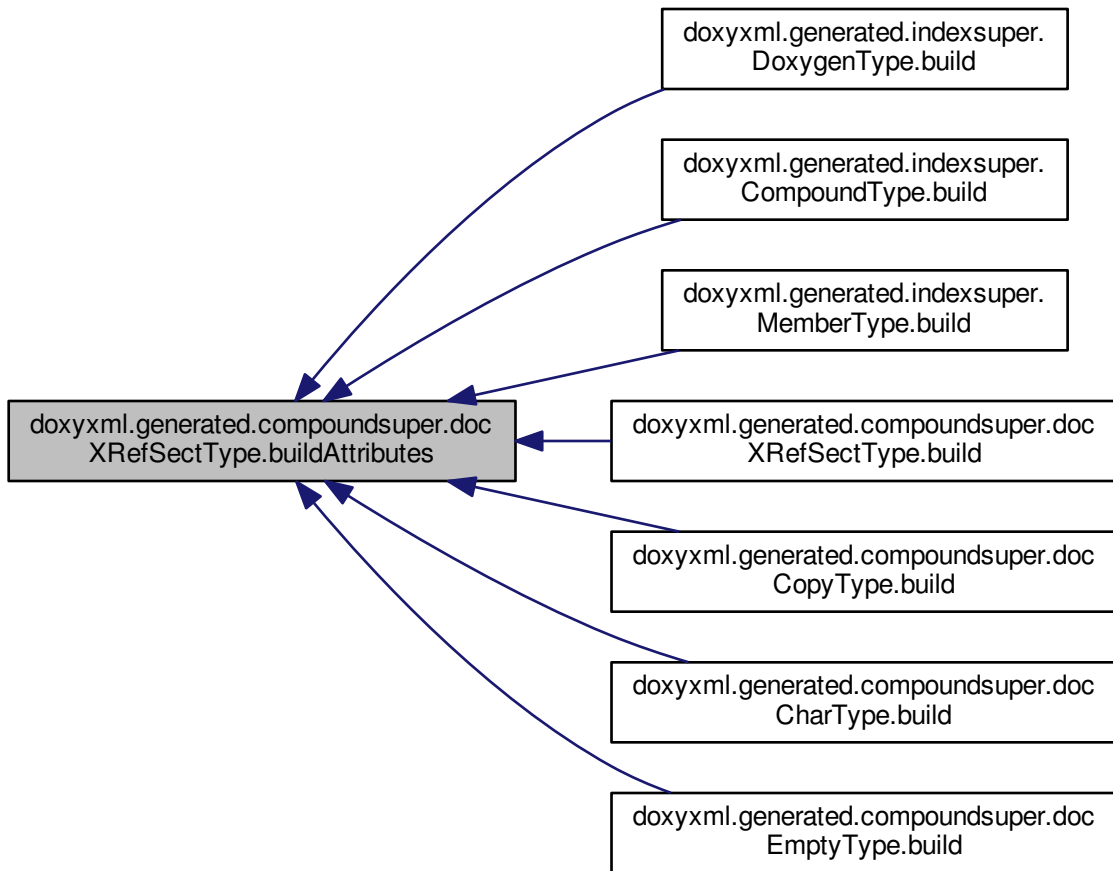 doxyxml.generated.indexsuper.
DoxygenType.build
doxyxml.generated.indexsuper.
CompoundType.build
doxyxml.generated.indexsuper.
MemberType.build
doxyxml.generated.compoundsuper.doc
XRefSectType.buildAttributes
doxyxml.generated.compoundsuper.doc
XRefSectType.build
doxyxml.generated.compoundsuper.doc
CopyType.build
doxyxml.generated.compoundsuper.doc
CharType.build
doxyxml.generated.compoundsuper.doc
EmptyType.build